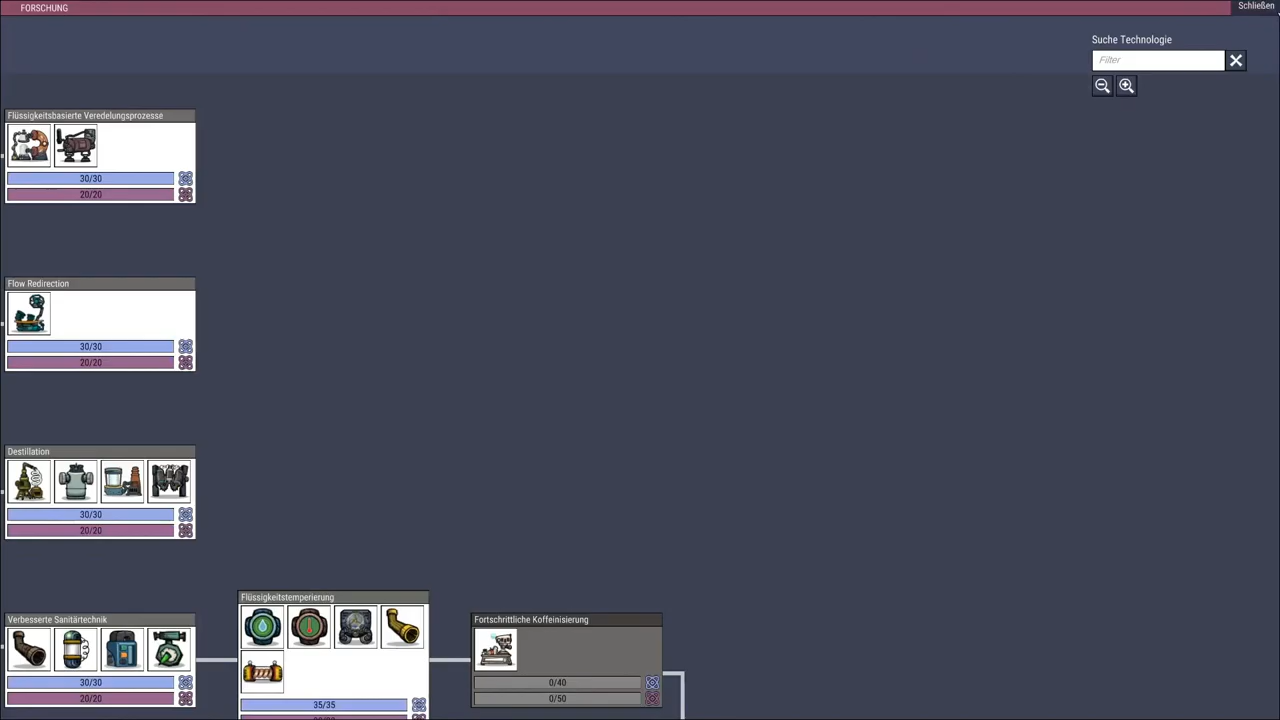 FORSCHUNG
Schließen
Suche Technologie
Filter
Flüssigkeitsbasierte Veredelungsprozesse
30/30
20/20
Flow Redirection
30/30
20/20
Destillation
30/30
20/20
Verbesserte Sanitärtechnik
30/30
20/20
Flüssigkeitstemperierung
35/35
Fortschrittliche Koffeinisierung
0/40
0/50